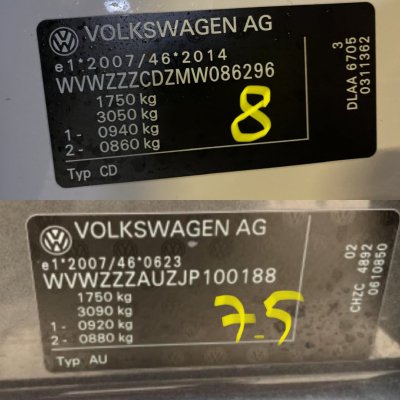 VOLKSWAGEN AG
e1*2007/46*2014
WVWZZZCDZMW086296
1750 kg
3050 kg
1- 0940 kg
2- 0860 kg
Typ CD
DLAA 6705 3
0311362
8
VOLKSWAGEN AG
e1*2007/46*0623
WVWZZZAUZJP100188
1750 kg
3090 kg
1- 0920 kg
2- 0880 kg
Typ AU
CHZC 4892 02
0610850
7.5